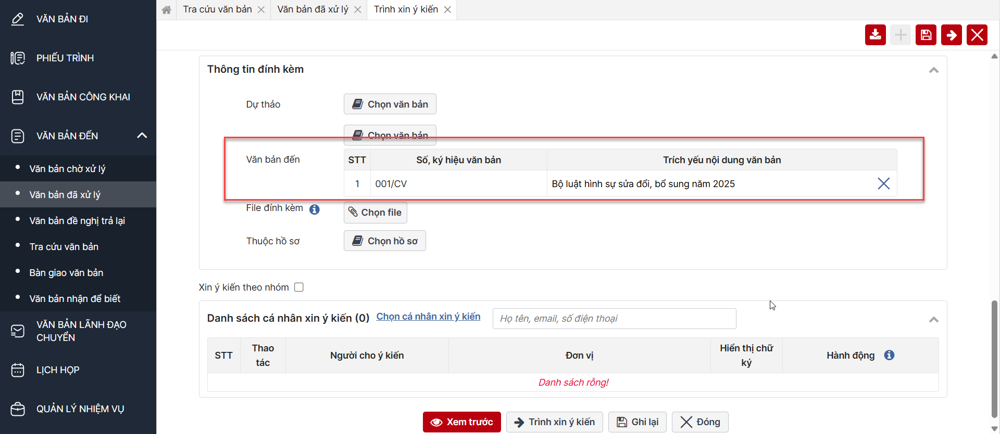 VĂN BẢN ĐI
PHIẾU TRÌNH
VĂN BẢN CÔNG KHAI
VĂN BẢN ĐẾN
Văn bản chờ xử lý
Văn bản đã xử lý
Văn bản đề nghị trả lại
Tra cứu văn bản
Bàn giao văn bản
Văn bản nhận để biết
VĂN BẢN LÃNH ĐẠO
CHUYỂN
LỊCH HỌP
QUẢN LÝ NHIỆM VỤ
Tra cứu văn bản
Văn bản đã xử lý
Trình xin ý kiến
Thông tin đính kèm
Dự thảo
Chọn văn bản
Chọn văn bản
Văn bản đến
STT
Số, ký hiệu văn bản
Trích yếu nội dung văn bản
1
001/CV
Bộ luật hình sự sửa đổi, bổ sung năm 2025
File đính kèm
Chọn file
Thuộc hồ sơ
Chọn hồ sơ
Xin ý kiến theo nhóm
Danh sách cá nhân xin ý kiến (0)
Chọn cá nhân xin ý kiến
Họ tên, email, số điện thoại
STT
Thao
tác
Người cho ý kiến
Đơn vị
Hiển thị chữ
ký
Hành động
Danh sách rỗng!
Xem trước
Trình xin ý kiến
Ghi lại
Đóng